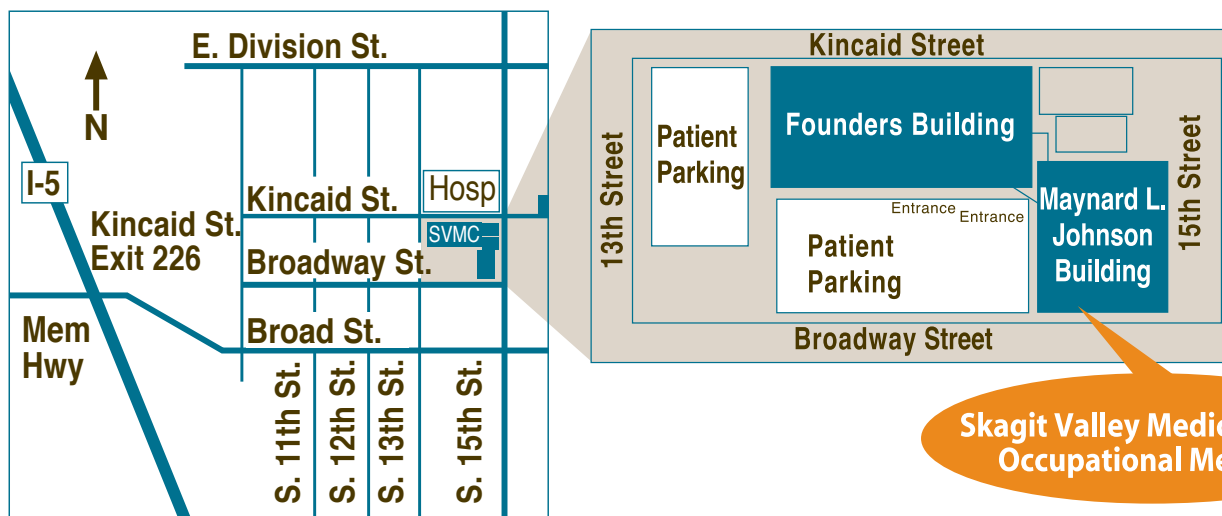 E. Division St.
N
I-5
Kincaid St.
Exit 226
Kincaid St.
Hosp
SVMC
Broadway St.
Mem
Hwy
Broad St.
S. 11th St.
S. 12th St.
S. 13th St.
S. 15th St.
Kincaid Street
13th Street
Patient
Parking
Founders Building
15th Street
Entrance
Entrance
Patient
Parking
Maynard L.
Johnson
Building
Broadway Street
Skagit Valley
Occupational